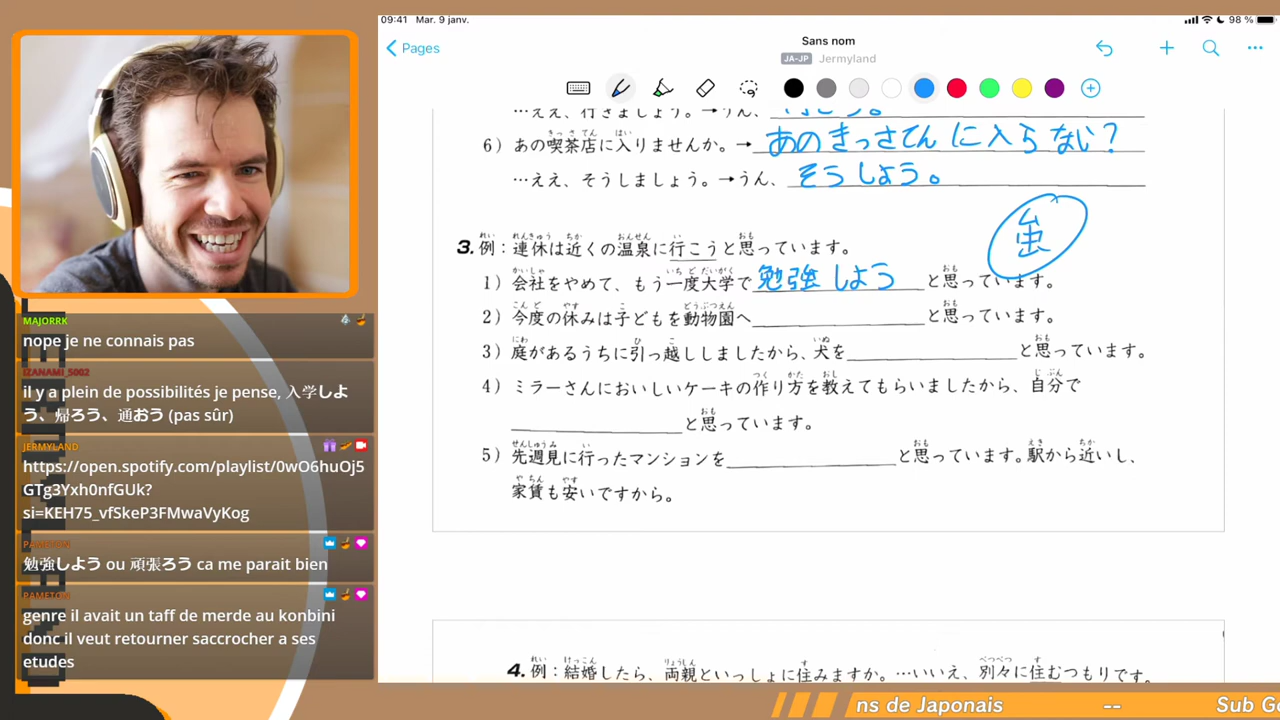 09:41 Mar. 9 janv.
98 %
Pages
Sans nom
JA-JP Jermyland
…ええ、行きましょう。→うん、行こう。
6）あの喫茶店に入りませんか。→ あのきっさてんに入らない？
…ええ、そうしましょう。→うん、そうしよう。
3. 例：連休は近くの温泉に行こうと思っています。
1）会社をやめて、もう一度大学で勉強しようと思っています。
2）今度の休みは子どもを動物園へ＿＿＿と思っています。
3）庭があるうちに引っ越ししましたから、犬を＿＿＿と思っています。
4）ミラーさんにおいしいケーキの作り方を教えてもらいましたから、自分で
＿＿＿と思っています。
5）先週見に行ったマンションを＿＿＿と思っています。駅から近いし、
家賃も安いですから。
4. 例：結婚したら、両親といっしょに住みますか。…いいえ、別々に住むつもりです。
MAJORRK
nope je ne connais pas
IZANAMI_5002
il y a plein de possibilités je pense, 入学しよ
う、帰ろう、通おう (pas sûr)
JERMYLAND
https://open.spotify.com/playlist/0wO6huOj5
GTg3Yxh0nfGUk?
si=KEH75_vfSkeP3FMwaVyKog
勉強しよう ou 頑張ろう ca me parait bien
genre il avait un taff de merde au konbini
donc il veut retourner saccrocher a ses
etudes
ns de Japonais -- Sub Go